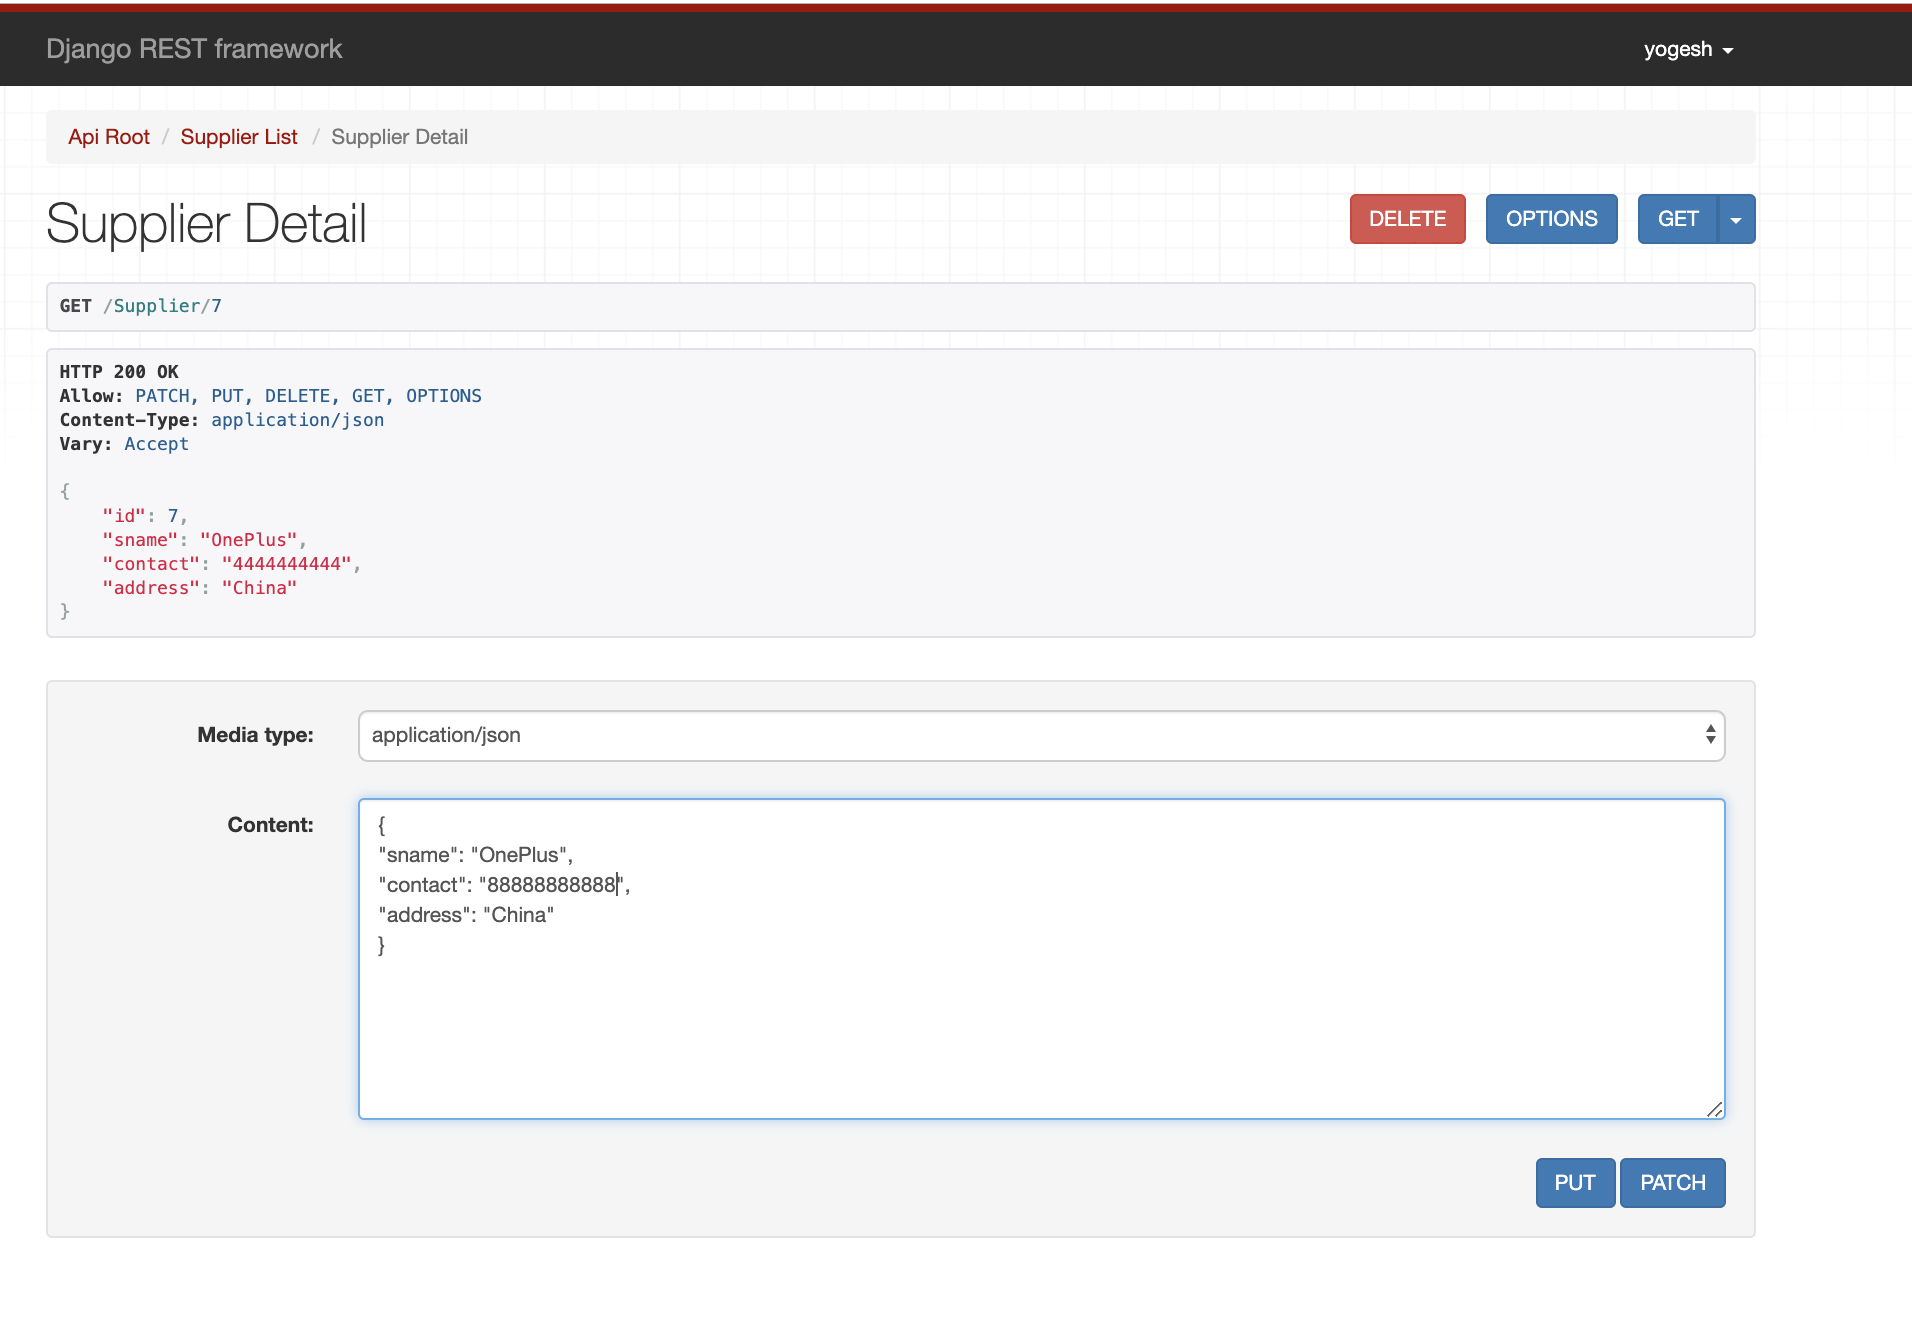 Django REST framework
yogesh
Api Root / Supplier List / Supplier Detail
Supplier Detail
DELETE
OPTIONS
GET
GET /Supplier/7
HTTP 200 OK
Allow: PATCH, PUT, DELETE, GET, OPTIONS
Content-Type: application/json
Vary: Accept
{
"id": 7,
"sname": "OnePlus",
"contact": "4444444444",
"address": "China"
}
Media type:
application/json
Content:
{
"sname": "OnePlus",
"contact": "88888888888",
"address": "China"
}
PUT
PATCH